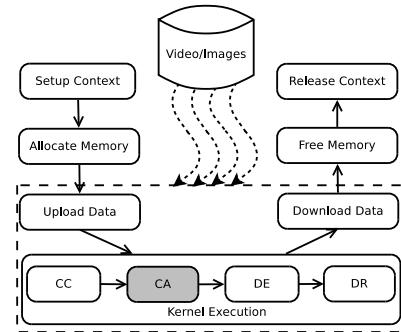 Video/Images
Setup Context
Release Context
Allocate Memory
Free Memory
Upload Data
Download Data
CC
CA
DE
DR
Kernel Execution